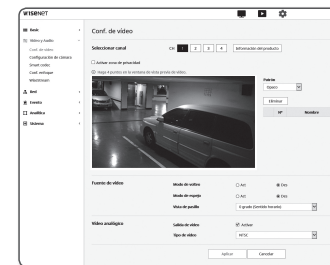 WISENET
Basic
Vídeo y Audio
Conf. de vídeo
Configuración de cámara
Smart codec
Conf. enfoque
WiseStream
Red
Evento
Analítica
Sistema
Conf. de vídeo
Seleccionar canal
CH 1 2 3 4 Información del producto
Activar zona de privacidad
Haga 4 puntos en la ventana de vista previa de vídeo.
Patrón
Opaco
Eliminar
Nº Nombre
Fuente de vídeo
Modo de volteo Act Des
Modo de espejo Act Des
Vista de pasillo 0 grado (Sentido horario)
Vídeo analógico
Salida de vídeo Activar
Tipo de vídeo NTSC
Aplicar Cancelar